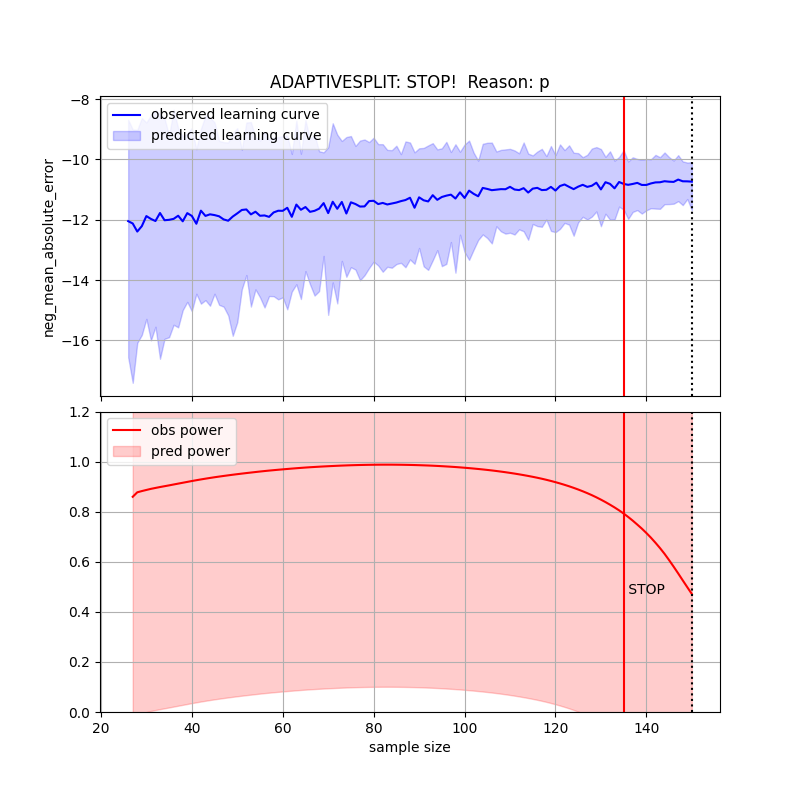 ADAPTIVESPLIT: STOP!  Reason: p
−8
−10
−12
−14
−16
neg_mean_absolute_error
observed learning curve
predicted learning curve
1.2
1.0
0.8
0.6
0.4
0.2
0.0
obs power
pred power
STOP
20 40 60 80 100 120 140
sample size